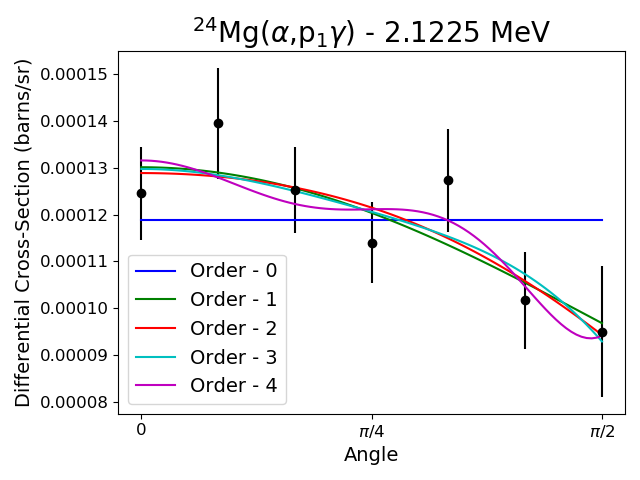 ²⁴Mg(α,p₁γ) - 2.1225 MeV
Differential Cross-Section (barns/sr)
0.00015
0.00014
0.00013
0.00012
0.00011
0.00010
0.00009
0.00008
Order - 0
Order - 1
Order - 2
Order - 3
Order - 4
0 π/4 π/2
Angle